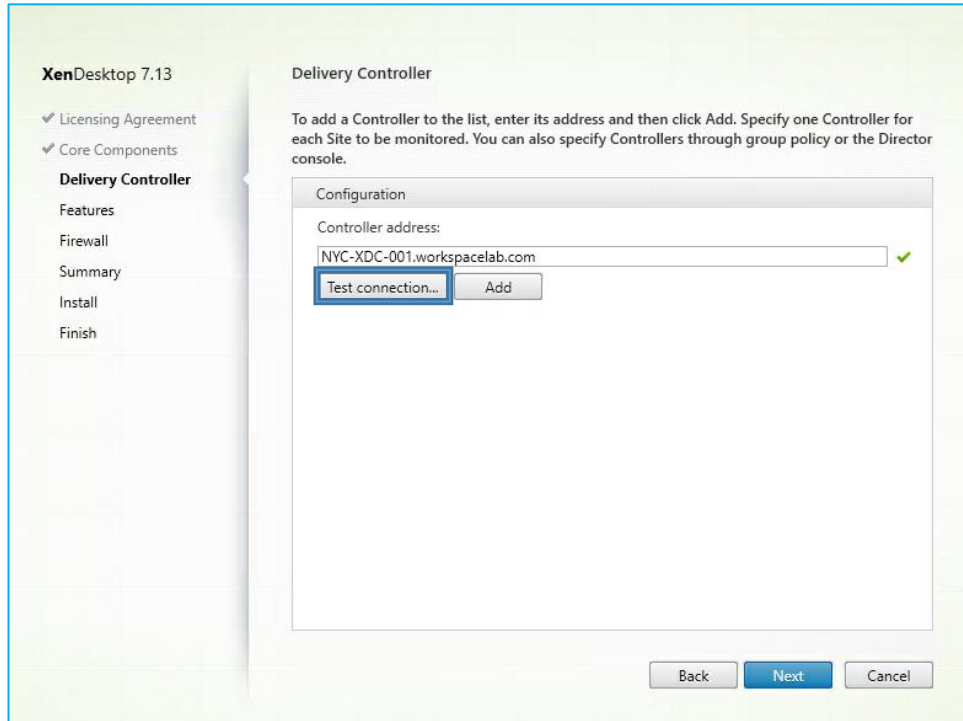 XenDesktop 7.13
Licensing Agreement
Core Components
Delivery Controller
Features
Firewall
Summary
Install
Finish
Delivery Controller
To add a Controller to the list, enter its address and then click Add. Specify one Controller for
each Site to be monitored. You can also specify Controllers through group policy or the Director
console.
Configuration
Controller address:
NYC-XDC-001.workspacelab.com
Test connection... Add
Back Next Cancel